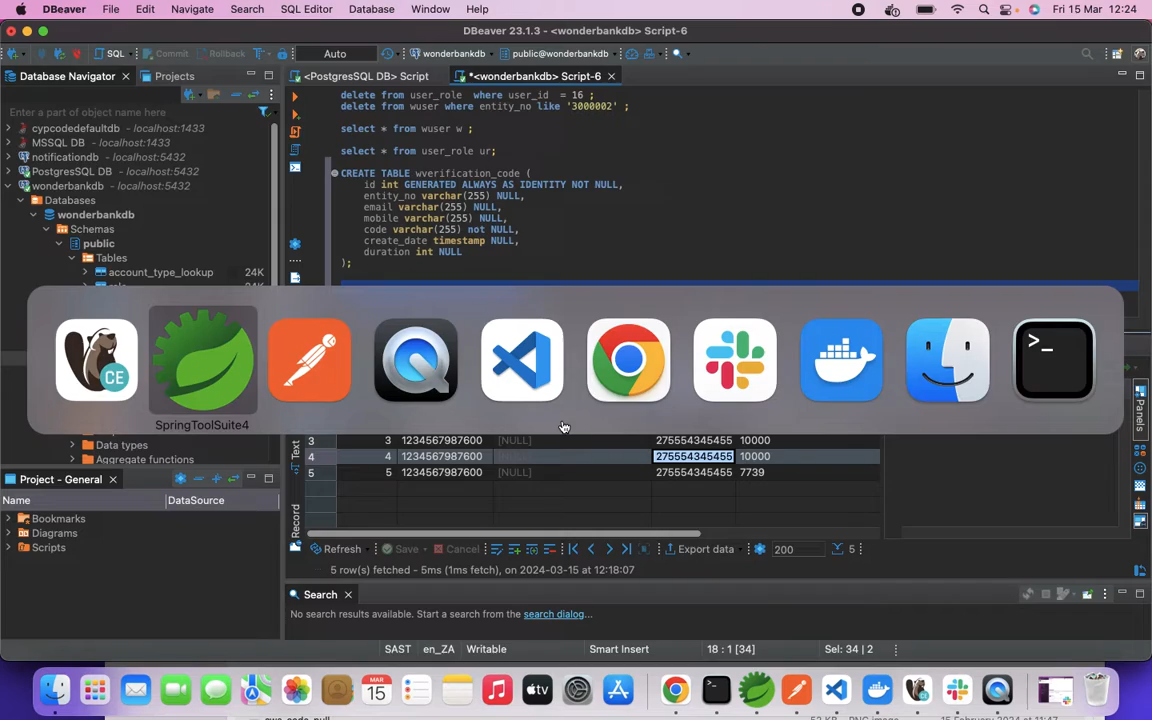 DBeaver File Edit Navigate Search SQL Editor Database Window Help Fri 15 Mar 12:24
DBeaver 23.1.3 - <wonderbankdb> Script-6
SQL Commit Rollback Auto wonderbankdb public@wonderbankdb
Database Navigator Projects <PostgresSQL DB> Script *<wonderbankdb> Script-6
Enter a part of object name here
cypcodedefaultdb - localhost:1433
MSSQL DB - localhost:1433
notificationdb - localhost:5432
PostgresSQL DB - localhost:5432
wonderbankdb - localhost:5432
Databases
wonderbankdb
Schemas
public
Tables
account_type_lookup 24K
delete from user_role where user_id = 16 ;
delete from wuser where entity_no like '3000002' ;
select * from wuser w ;
select * from user_role ur;
CREATE TABLE wverification_code (
id int GENERATED ALWAYS AS IDENTITY NOT NULL,
entity_no varchar(255) NULL,
email varchar(255) NULL,
mobile varchar(255) NULL,
code varchar(255) not NULL,
create_date timestamp NULL,
duration int NULL
);
CE
>_
SpringToolSuite4
Panels
Data types
Aggregate functions
Text
Record
3 3 1234567987600 [NULL] 275554345455 10000
4 4 1234567987600 275554345455 10000
5 5 1234567987600 [NULL] 275554345455 7739
Project - General
Name DataSource
Bookmarks
Diagrams
Scripts
Refresh Save Cancel Export data 200 5
5 row(s) fetched - 5ms (1ms fetch), on 2024-03-15 at 12:18:07
Search
No search results available. Start a search from the search dialog...
SAST en_ZA Writable Smart Insert 18 : 1 [34] Sel: 34 | 2
MAR
15
tv